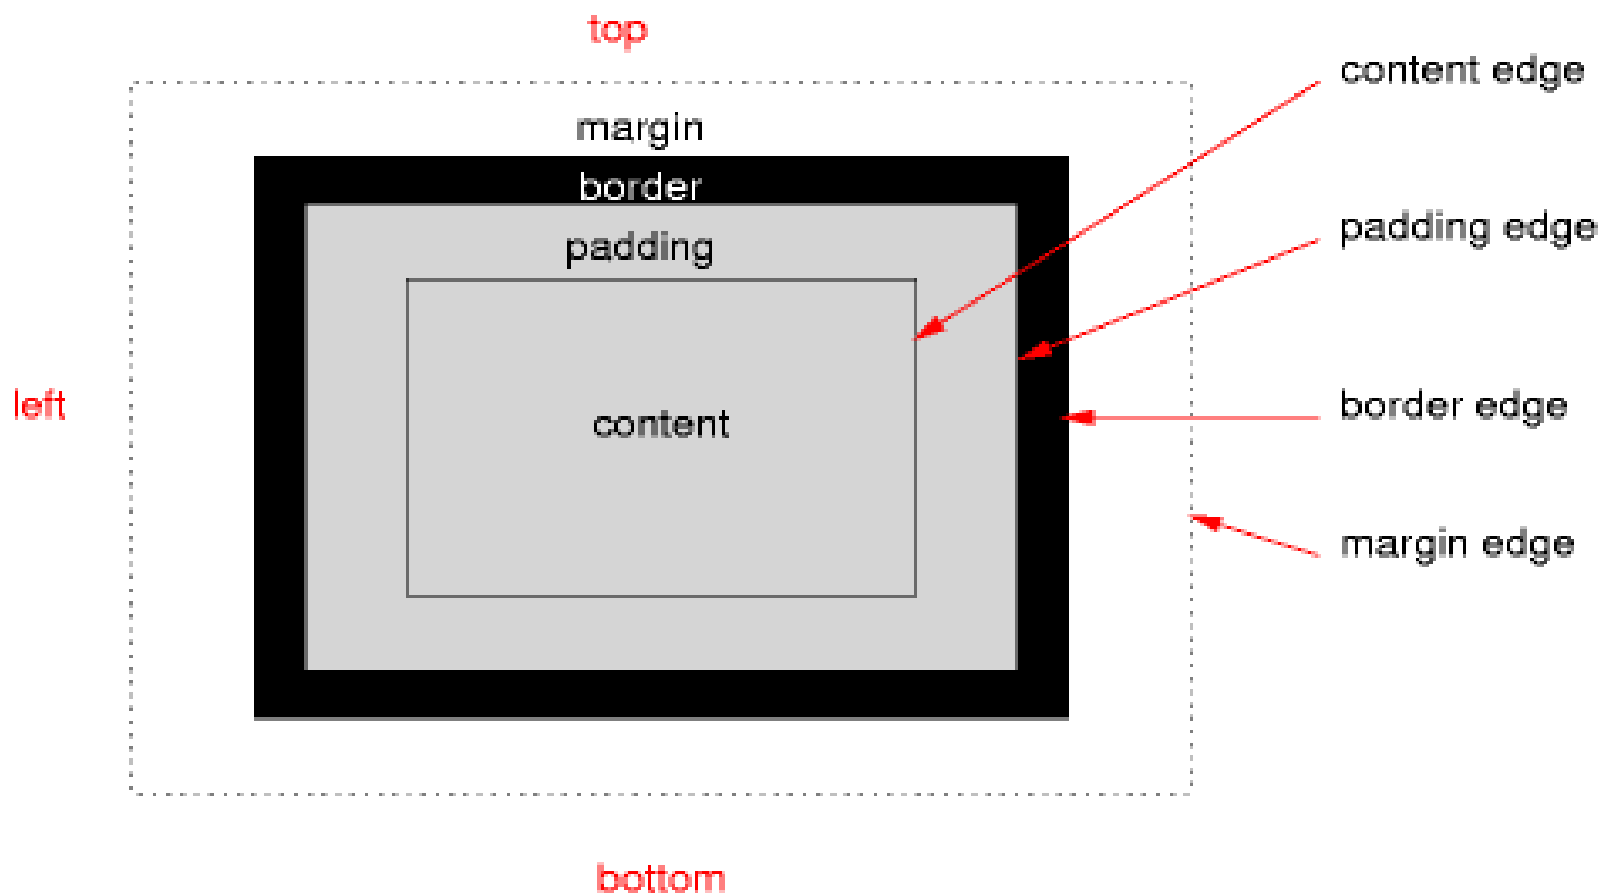 top
content edge
margin
border
padding edge
padding
left
content
border edge
margin edge
bottom